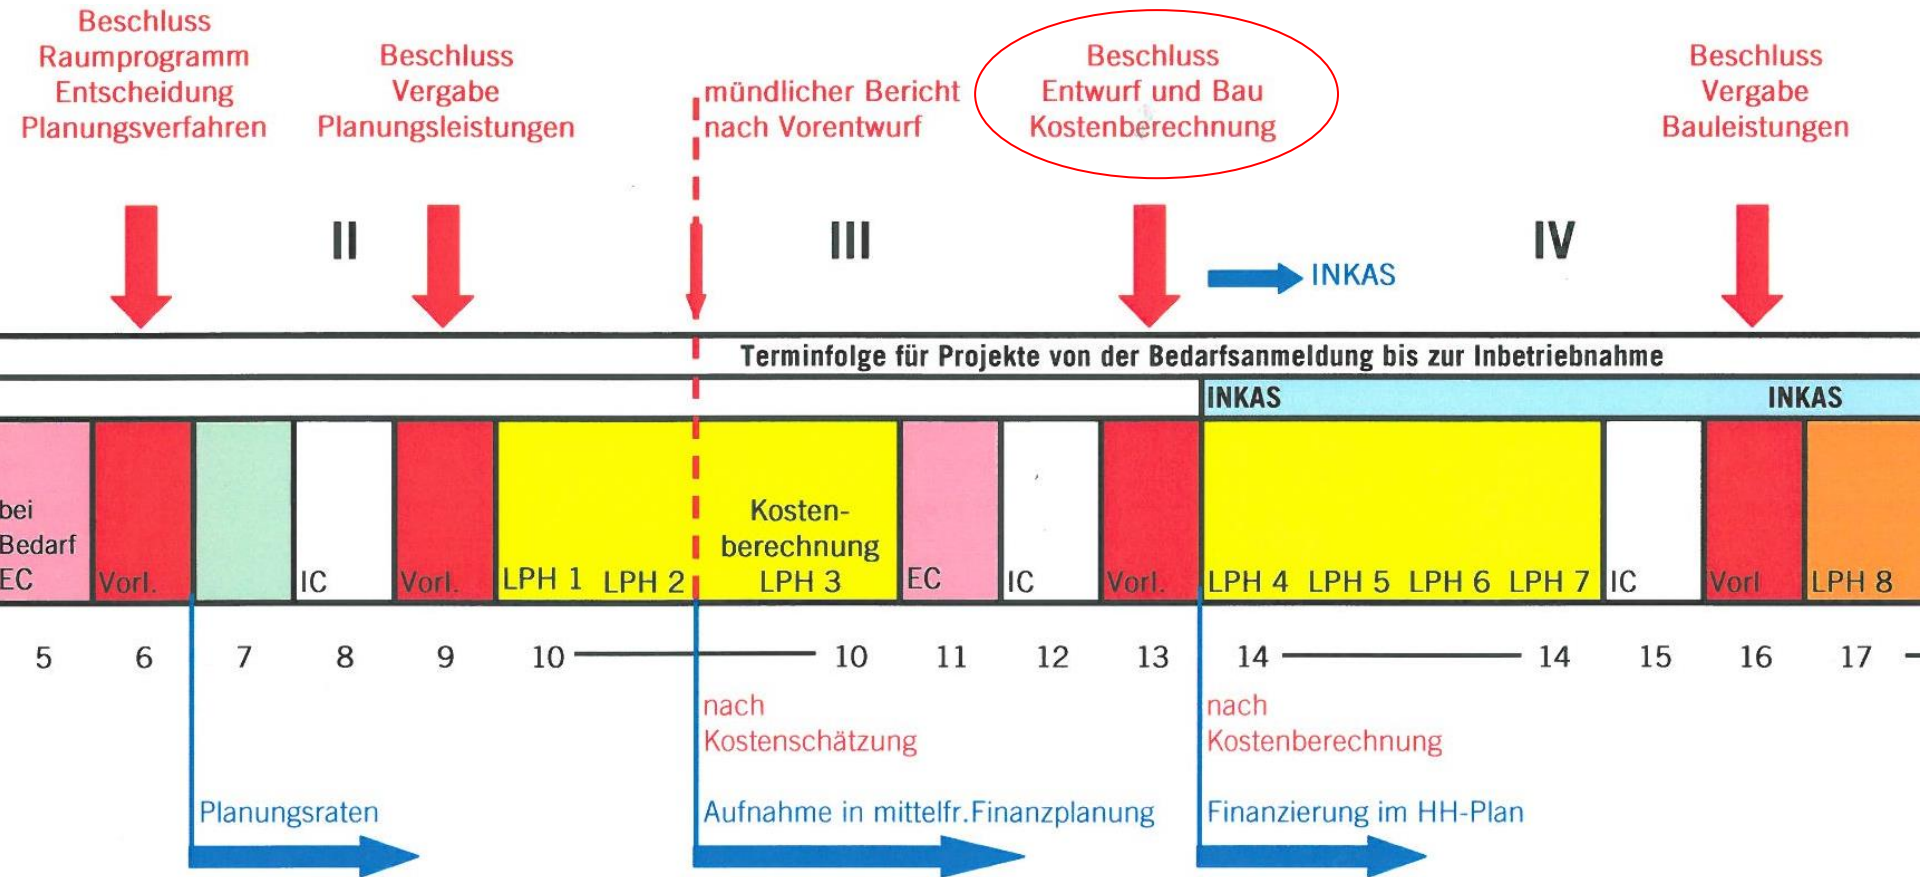 Beschluss
Raumprogramm
Entscheidung
Planungsverfahren
Beschluss
Vergabe
Planungsleistungen
mündlicher Bericht
nach Vorentwurf
Beschluss
Entwurf und Bau
Kostenberechnung
Beschluss
Vergabe
Bauleistungen
II
III
IV
INKAS
Terminfolge für Projekte von der Bedarfsanmeldung bis zur Inbetriebnahme
INKAS
INKAS
bei
Bedarf
EC
Vorl.
IC
Vorl.
LPH 1
LPH 2
Kosten-
berechnung
LPH 3
EC
IC
Vorl.
LPH 4
LPH 5
LPH 6
LPH 7
IC
Vorl
LPH 8
5
6
7
8
9
10
10
11
12
13
14
14
15
16
17
nach
Kostenschätzung
nach
Kostenberechnung
Planungsraten
Aufnahme in mittelfr.Finanzplanung
Finanzierung im HH-Plan